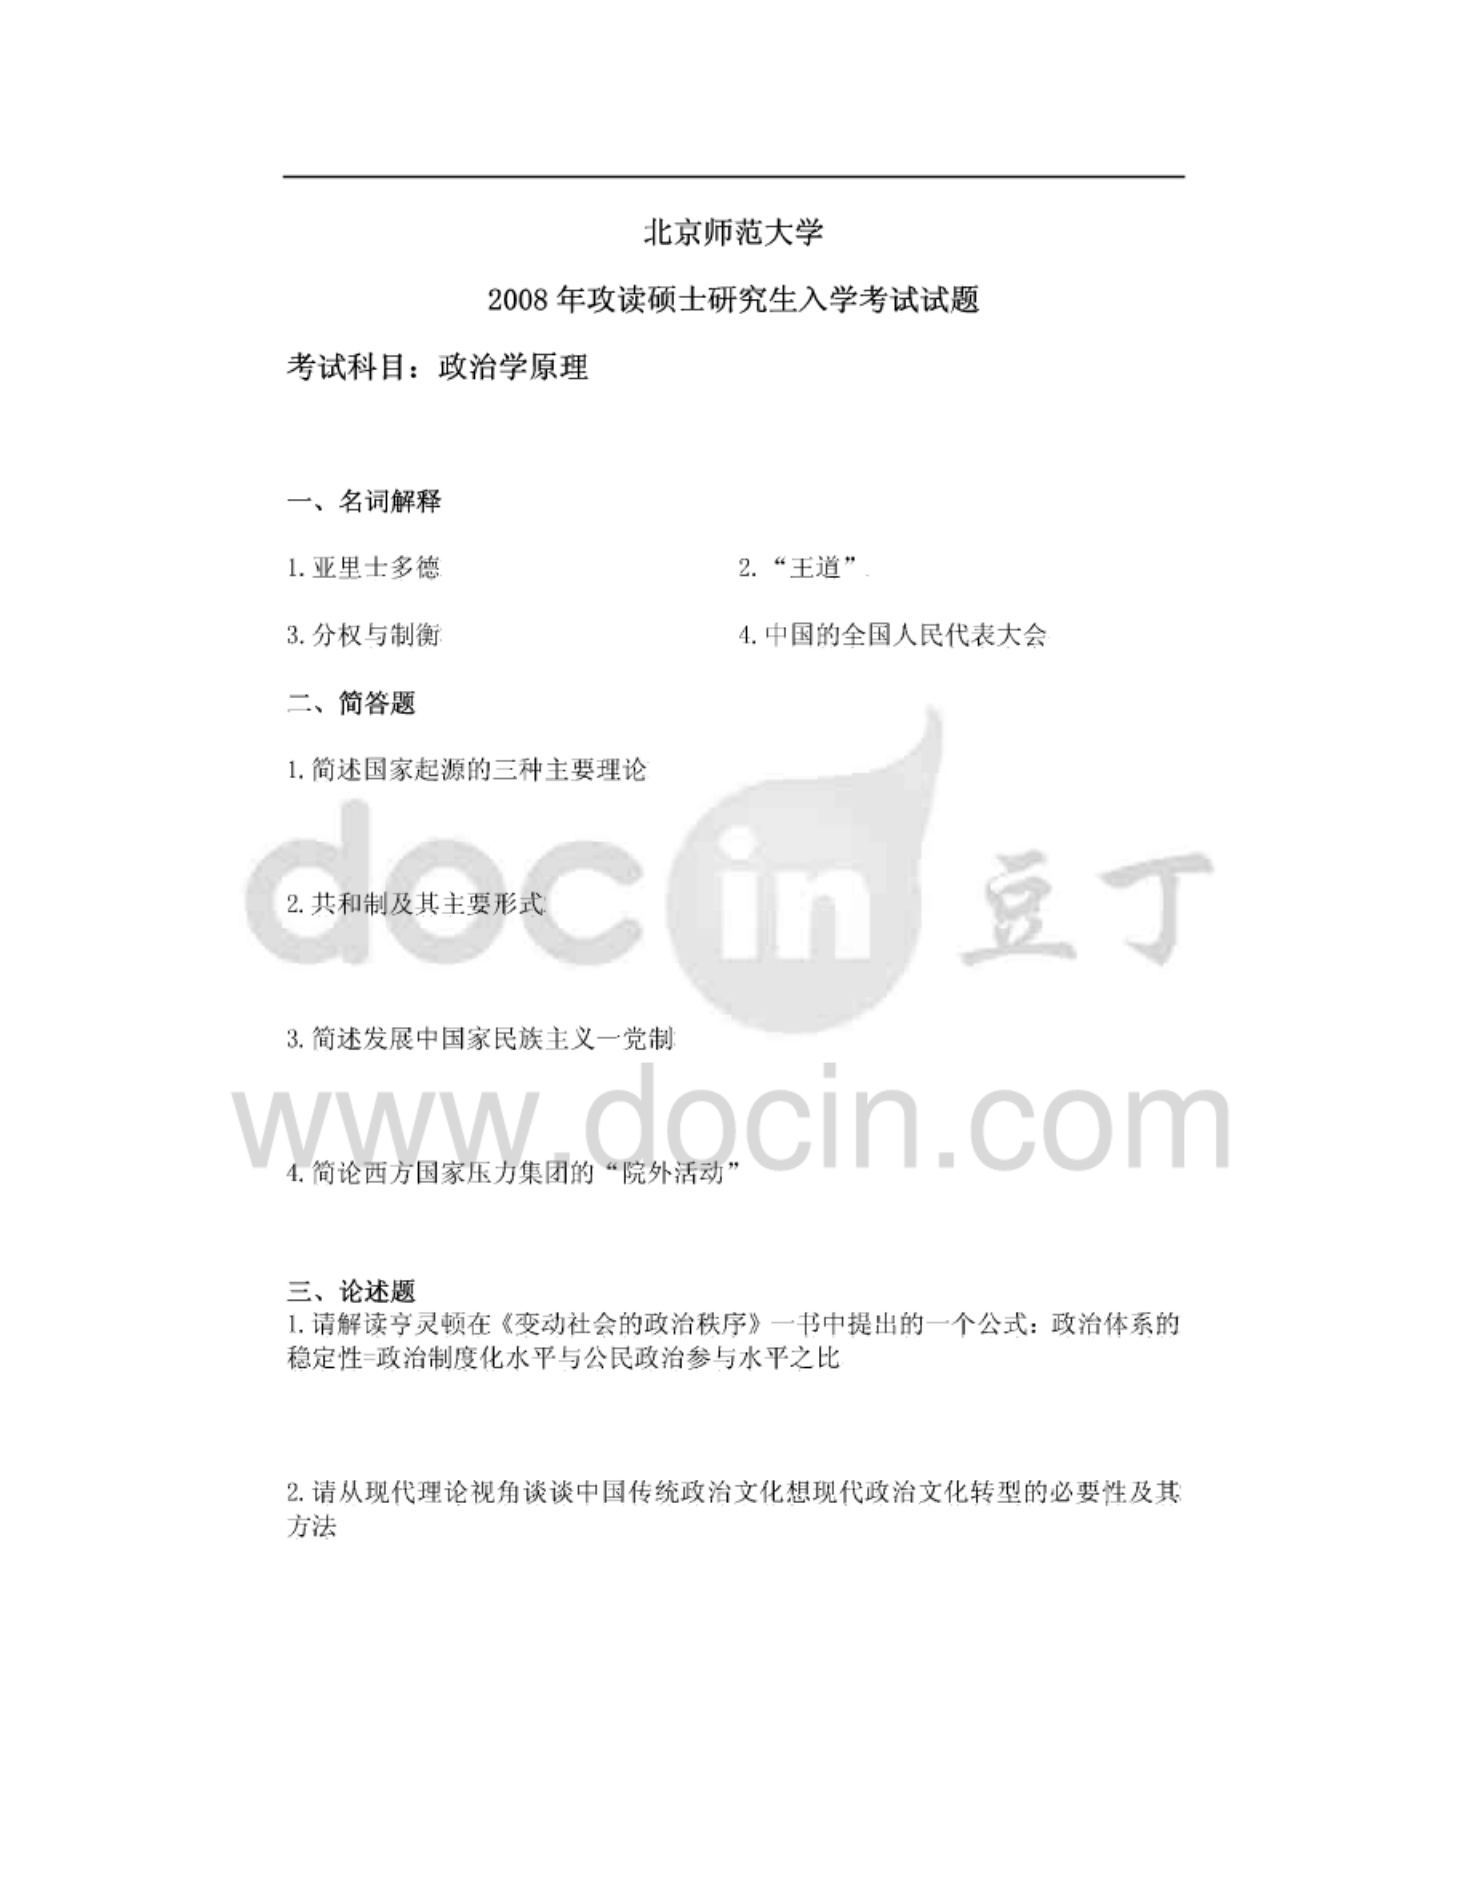 北京师范大学
2008 年攻读硕士研究生入学考试试题
考试科目：政治学原理
一、名词解释
1.亚里士多德 2.“王道”
3.分权与制衡 4.中国的全国人民代表大会
二、简答题
1.简述国家起源的三种主要理论
docin 豆丁
2.共和制及其主要形式
3.简述发展中国家民族主义一党制
www.docin.com
4.简论西方国家压力集团的“院外活动”
三、论述题
1.请解读亨灵顿在《变动社会的政治秩序》一书中提出的一个公式：政治体系的
稳定性=政治制度化水平与公民政治参与水平之比
2.请从现代理论视角谈谈中国传统政治文化想现代政治文化转型的必要性及其
方法